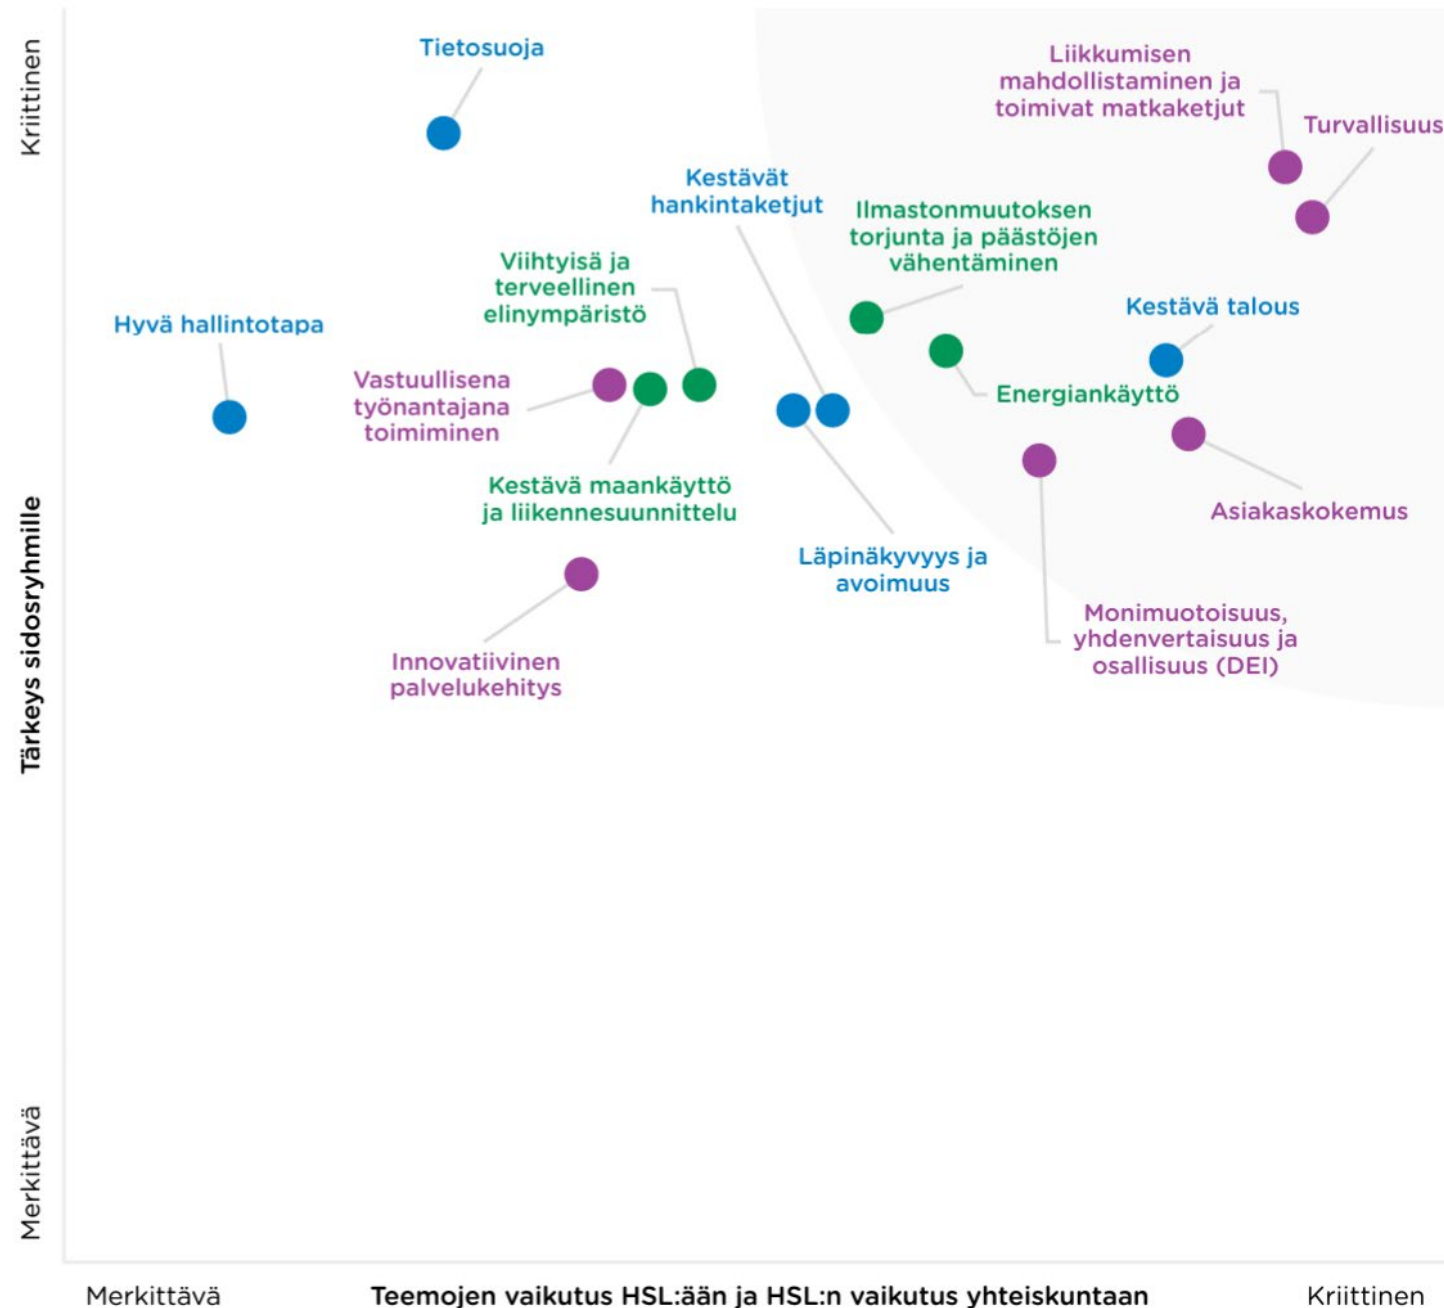 Kriittinen
Tärkeys sidosryhmille
Merkittävä
Tietosuoja
Liikkumisen
mahdollistaminen ja
toimivat matkaketjut
Turvallisuus
Kestävät
hankintaketjut
Ilmastonmuutoksen
torjunta ja päästöjen
vähentäminen
Viihtyisä ja
terveellinen
elinympäristö
Hyvä hallintotapa
Kestävä talous
Vastuullisena
työnantajana
toimiminen
Energiankäyttö
Kestävä maankäyttö
ja liikennesuunnittelu
Asiakaskokemus
Läpinäkyvyys ja
avoimuus
Monimuotoisuus,
yhdenvertaisuus ja
osallisuus (DEI)
Innovatiivinen
palvelukehitys
Merkittävä
Teemojen vaikutus HSL:ään ja HSL:n vaikutus yhteiskuntaan
Kriittinen